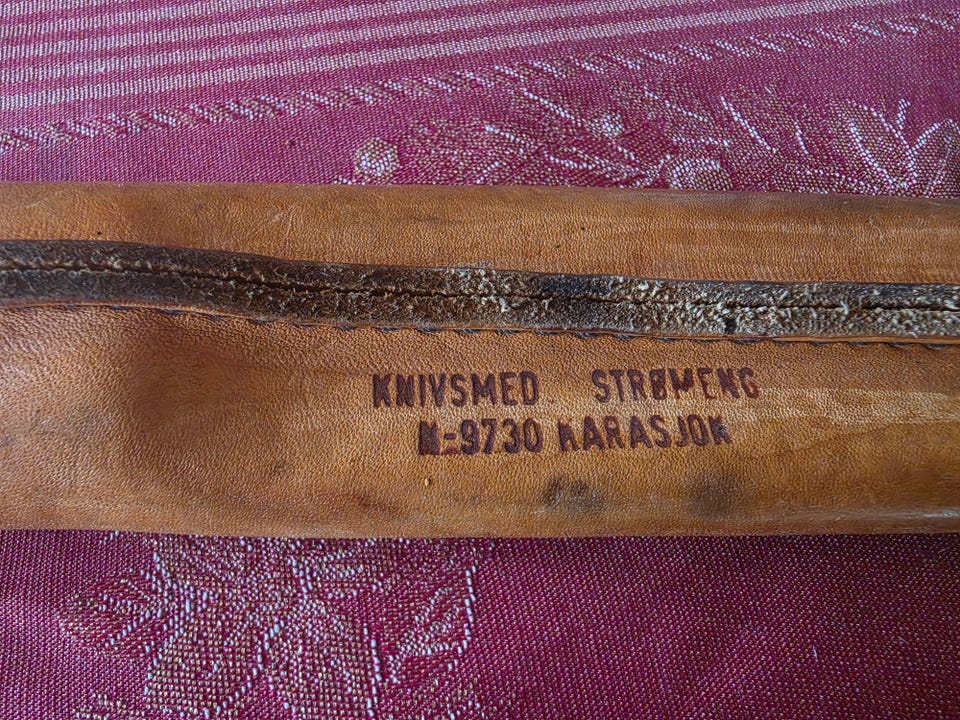 KNIVSMED. STRØMENG
N-9730 KARASJOK